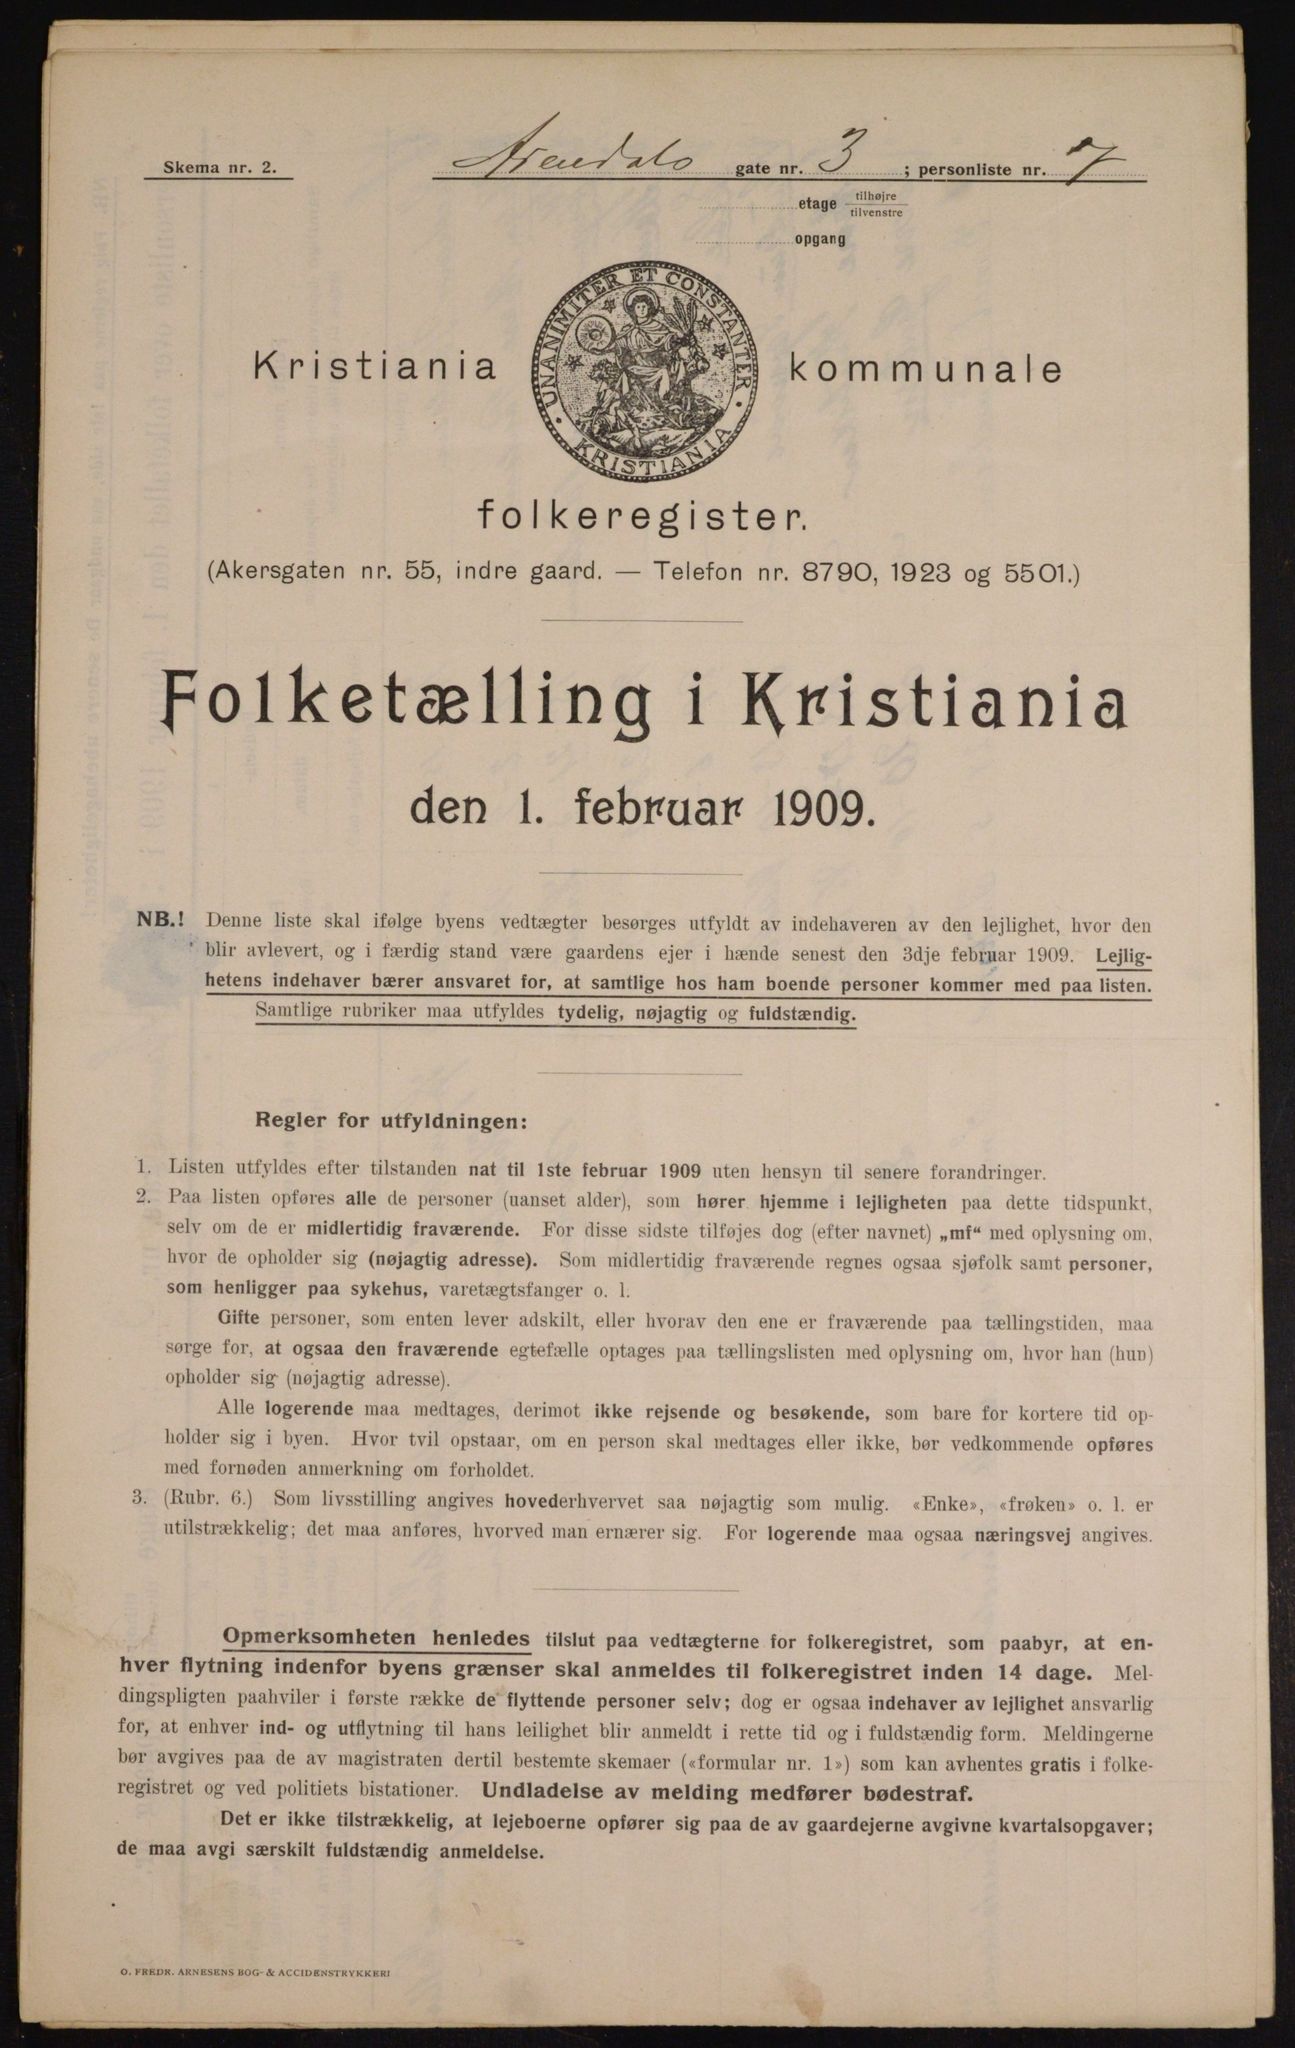 Skema nr. 2.
Arendals gate nr. 3 ; personliste nr. 7
etage tilhøjre
tilvenstre
opgang
UNANIMITER ET CONSTANTER
KRISTIANIA
Kristiania kommunale
folkeregister.
(Akersgaten nr. 55, indre gaard. — Telefon nr. 8790, 1923 og 5501.)
Folketælling i Kristiania
den 1. februar 1909.
NB.! Denne liste skal ifølge byens vedtægter besørges utfyldt av indehaveren av den lejlighet, hvor den
blir avlevert, og i færdig stand være gaardens ejer i hænde senest den 3dje februar 1909. Lejlig-
hetens indehaver bærer ansvaret for, at samtlige hos ham boende personer kommer med paa listen.
Samtlige rubriker maa utfyldes tydelig, nøjagtig og fuldstændig.
Regler for utfyldningen:
1. Listen utfyldes efter tilstanden nat til 1ste februar 1909 uten hensyn til senere forandringer.
2. Paa listen opføres alle de personer (uanset alder), som hører hjemme i lejligheten paa dette tidspunkt,
selv om de er midlertidig fraværende. For disse sidste tilføjes dog (efter navnet) „mf“ med oplysning om,
hvor de opholder sig (nøjagtig adresse). Som midlertidig fraværende regnes ogsaa sjøfolk samt personer,
som henligger paa sykehus, varetægtsfanger o. l.
Gifte personer, som enten lever adskilt, eller hvorav den ene er fraværende paa tællingstiden, maa
sørge for, at ogsaa den fraværende egtefælle optages paa tællingslisten med oplysning om, hvor han (hun)
opholder sig (nøjagtig adresse).
Alle logerende maa medtages, derimot ikke rejsende og besøkende, som bare for kortere tid op-
holder sig i byen. Hvor tvil opstaar, om en person skal medtages eller ikke, bør vedkommende opføres
med fornøden anmerkning om forholdet.
3. (Rubr. 6.) Som livsstilling angives hovederhvervet saa nøjagtig som mulig. «Enke», «frøken» o. l. er
utilstrækkelig; det maa anføres, hvorved man ernærer sig. For logerende maa ogsaa næringsvej angives.
Opmerksomheten henledes tilslut paa vedtægterne for folkeregistret, som paabyr, at en-
hver flytning indenfor byens grænser skal anmeldes til folkeregistret inden 14 dage. Mel-
dingspligten paahviler i første række de flyttende personer selv; dog er ogsaa indehaver av lejlighet ansvarlig
for, at enhver ind- og utflytning til hans leilighet blir anmeldt i rette tid og i fuldstændig form. Meldingerne
bør avgives paa de av magistraten dertil bestemte skemaer («formular nr. 1») som kan avhentes gratis i folke-
registret og ved politiets bistationer. Undladelse av melding medfører bødestraf.
Det er ikke tilstrækkelig, at lejeboerne opfører sig paa de av gaardejerne avgivne kvartalsopgaver;
de maa avgi særskilt fuldstændig anmeldelse.
O. FREDR. ARNESENS BOG- & ACCIDENSTRYKKERI